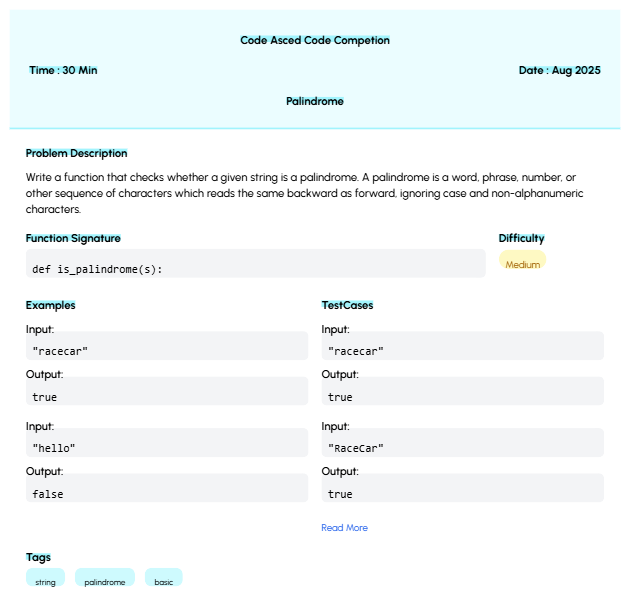 Code Asced Code Competion
Time : 30 Min
Date : Aug 2025
Palindrome
Problem Description
Write a function that checks whether a given string is a palindrome. A palindrome is a word, phrase, number, or
other sequence of characters which reads the same backward as forward, ignoring case and non-alphanumeric
characters.
Function Signature
Difficulty
def is_palindrome(s):
Medium
Examples
Input:
"racecar"
Output:
true
Input:
"hello"
Output:
false
TestCases
Input:
"racecar"
Output:
true
Input:
"RaceCar"
Output:
true
Read More
Tags
string
palindrome
basic